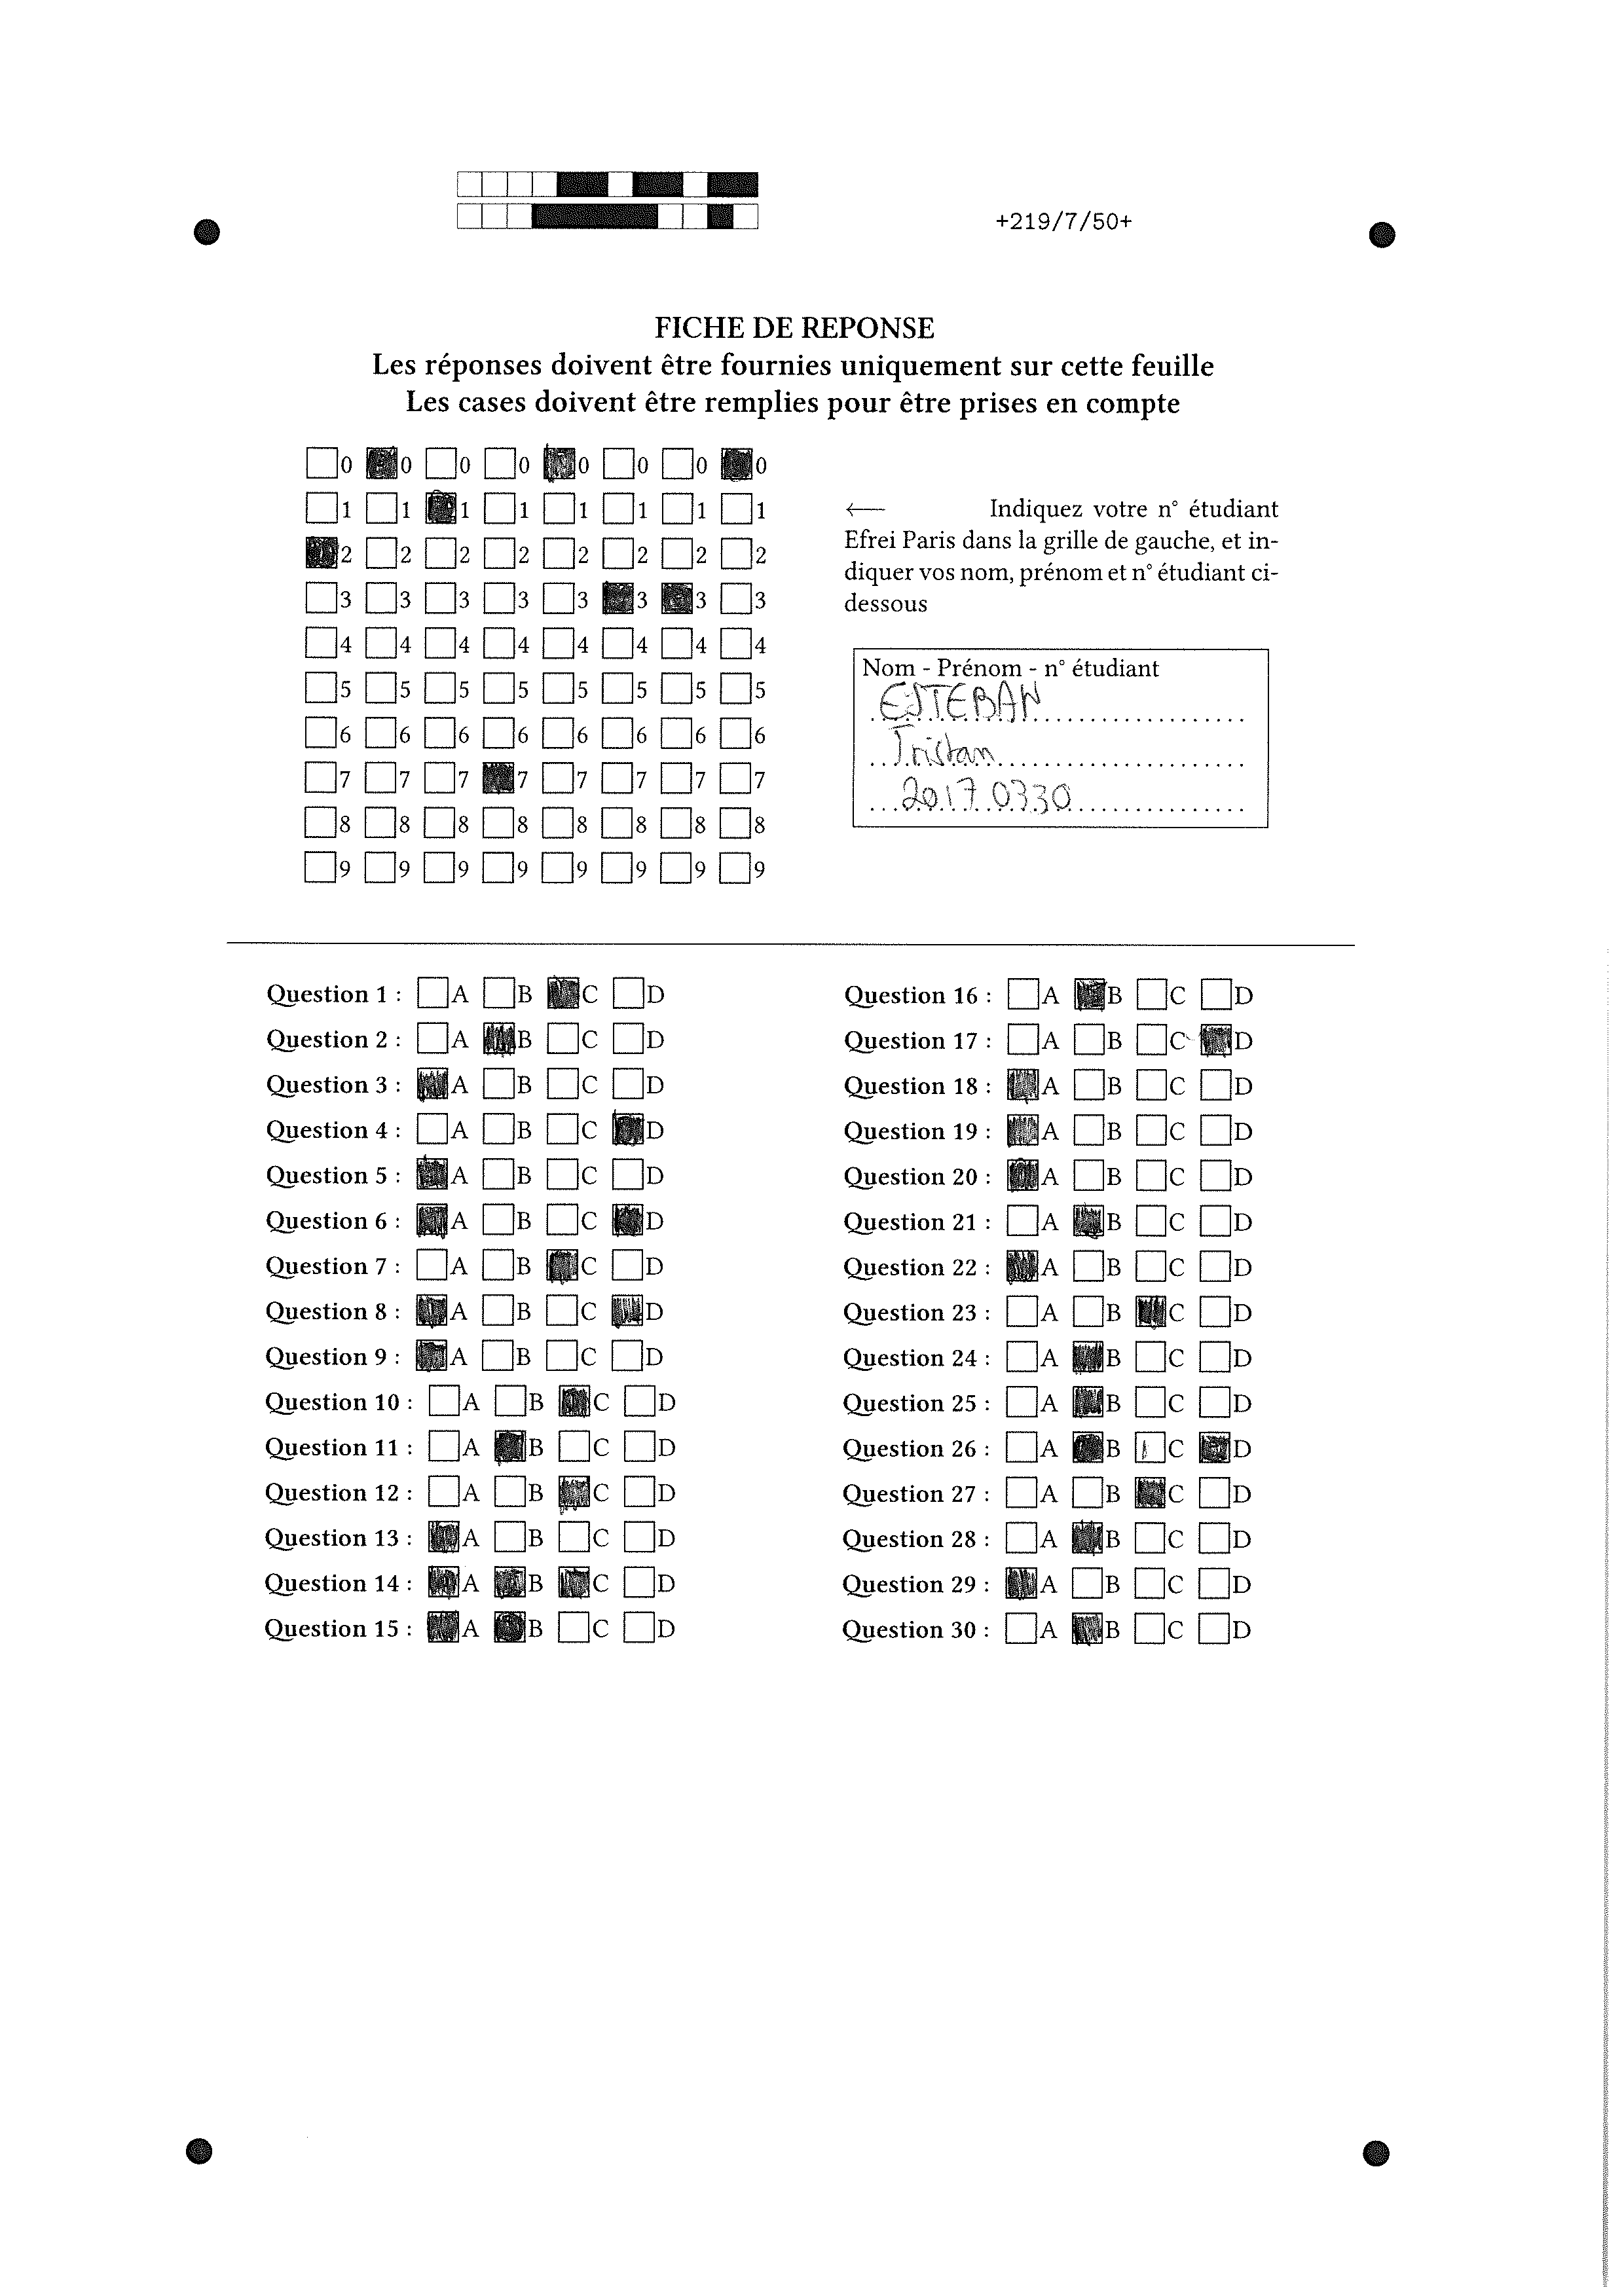 +219/7/50+
FICHE DE REPONSE
Les réponses doivent être fournies uniquement sur cette feuille
Les cases doivent être remplies pour être prises en compte
0 0 0 0 0 0 0 0
1 1 1 1 1 1 1 1
2 2 2 2 2 2 2 2
3 3 3 3 3 3 3 3
4 4 4 4 4 4 4 4
5 5 5 5 5 5 5 5
6 6 6 6 6 6 6 6
7 7 7 7 7 7 7 7
8 8 8 8 8 8 8 8
9 9 9 9 9 9 9 9
← Indiquez votre n° étudiant
Efrei Paris dans la grille de gauche, et in-
diquer vos nom, prénom et n° étudiant ci-
dessous
Nom - Prénom - n° étudiant
ESTEBAN
Tristan
20170330
Question 1 : A B C D
Question 2 : A B C D
Question 3 : A B C D
Question 4 : A B C D
Question 5 : A B C D
Question 6 : A B C D
Question 7 : A B C D
Question 8 : A B C D
Question 9 : A B C D
Question 10 : A B C D
Question 11 : A B C D
Question 12 : A B C D
Question 13 : A B C D
Question 14 : A B C D
Question 15 : A B C D
Question 16 : A B C D
Question 17 : A B C D
Question 18 : A B C D
Question 19 : A B C D
Question 20 : A B C D
Question 21 : A B C D
Question 22 : A B C D
Question 23 : A B C D
Question 24 : A B C D
Question 25 : A B C D
Question 26 : A B C D
Question 27 : A B C D
Question 28 : A B C D
Question 29 : A B C D
Question 30 : A B C D